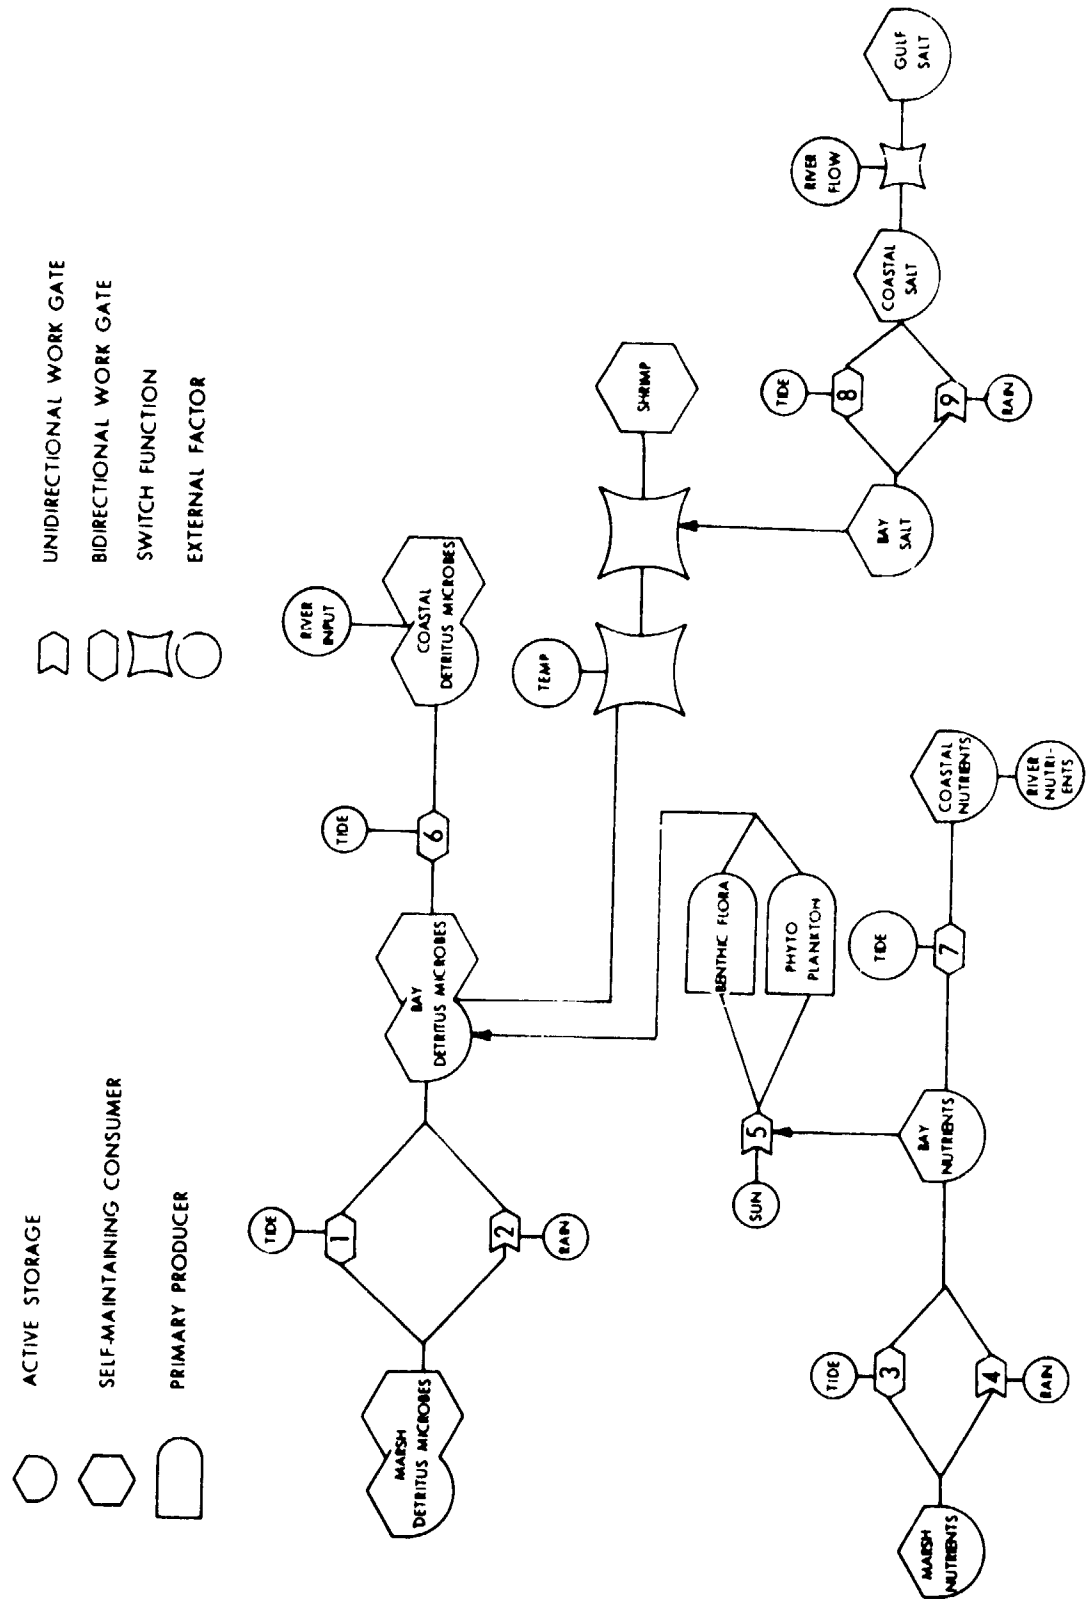 ACTIVE STORAGE
SELF-MAINTAINING CONSUMER
PRIMARY PRODUCER
UNIDIRECTIONAL WORK GATE
BIDIRECTIONAL WORK GATE
SWITCH FUNCTION
EXTERNAL FACTOR
TIDE
1
MARSH
DETRITUS MICROBES
2
RAIN
BAY
DETRITUS MICROBES
TIDE
6
RIVER
INPUT
COASTAL
DETRITUS MICROBES
TEMP
SHRIMP
SUN
5
BENTHIC FLORA
PHYTO
PLANKTON
TIDE
3
MARSH
NUTRIENTS
4
RAIN
BAY
NUTRIENTS
TIDE
7
COASTAL
NUTRIENTS
RIVER
NUTRI-
ENTS
BAY
SALT
TIDE
8
9
RAIN
COASTAL
SALT
RIVER
FLOW
GULF
SALT